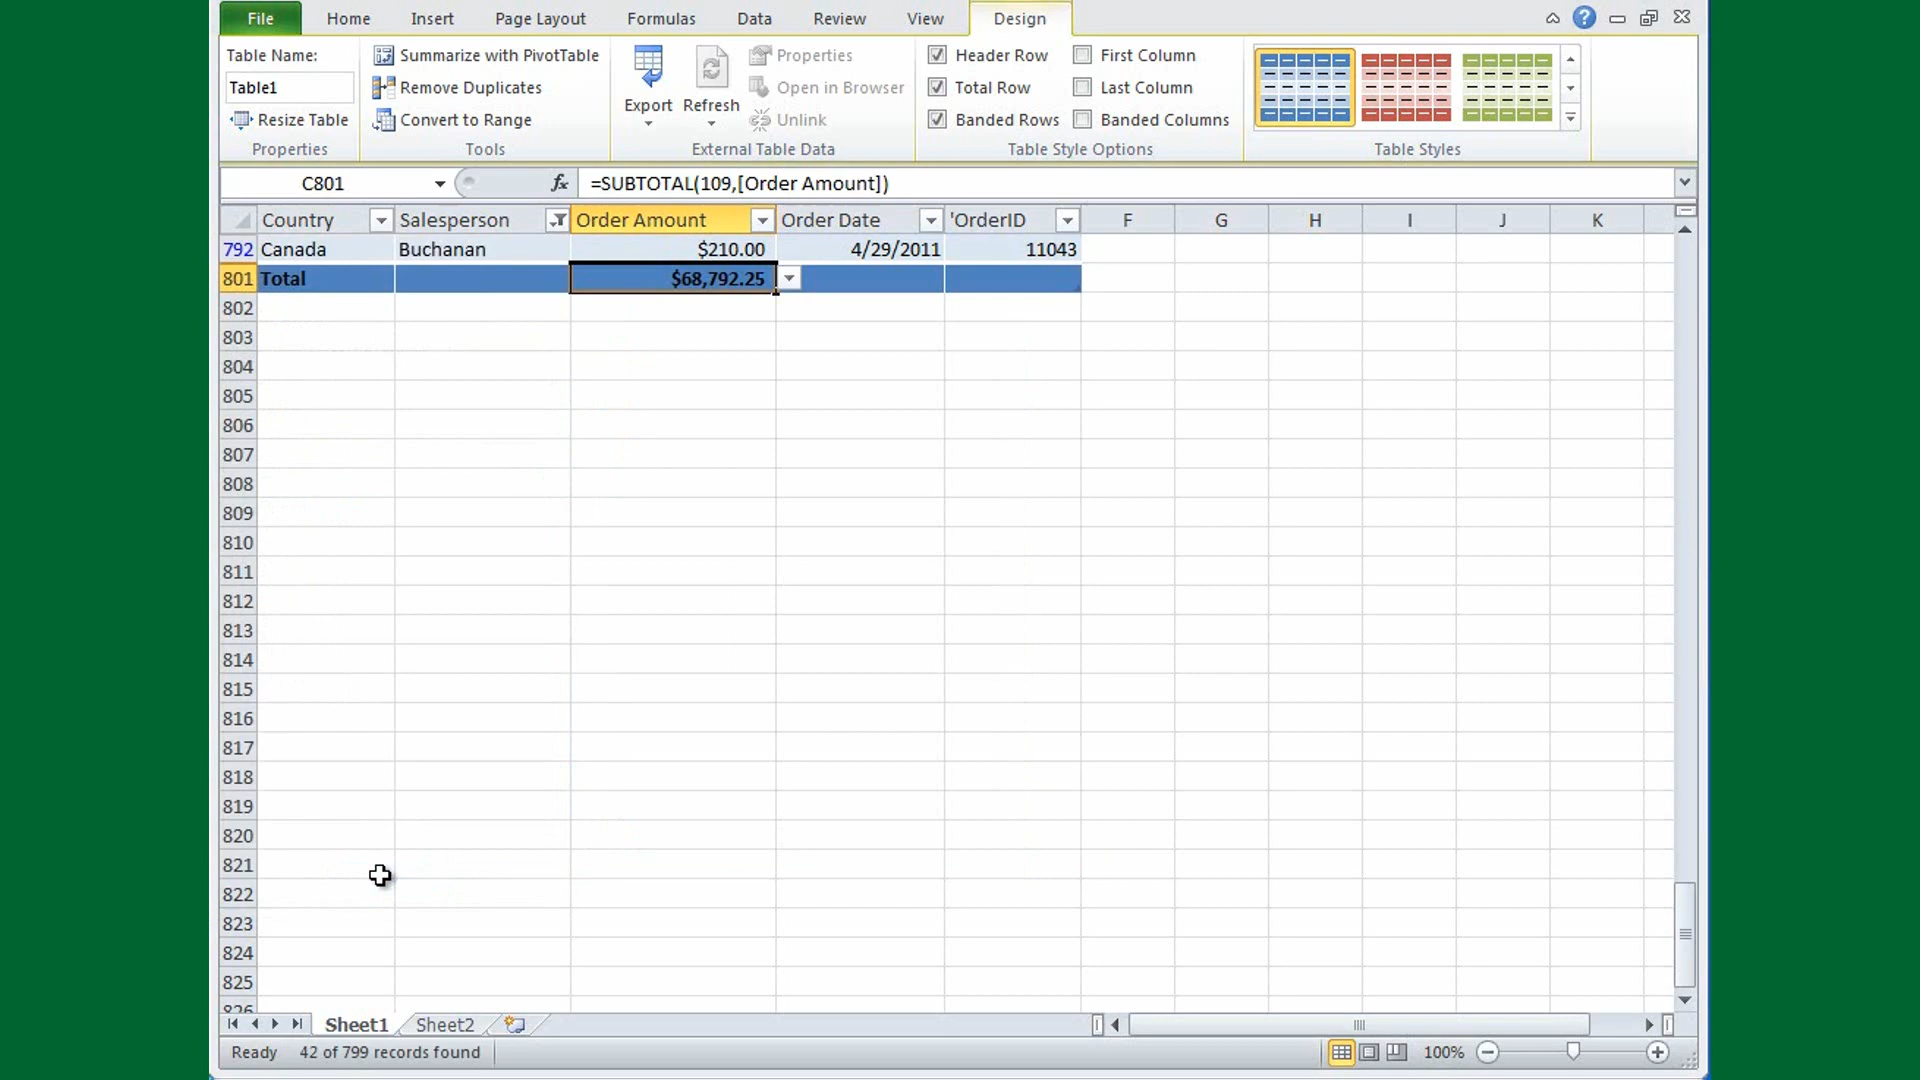 File Home Insert Page Layout Formulas Data Review View Design
Table Name:
Table1
Resize Table
Properties
Summarize with PivotTable
Remove Duplicates
Convert to Range
Tools
Export Refresh
Properties
Open in Browser
Unlink
External Table Data
Header Row First Column
Total Row Last Column
Banded Rows Banded Columns
Table Style Options
Table Styles
C801 fx =SUBTOTAL(109,[Order Amount])
Country Salesperson Order Amount Order Date 'OrderID F G H I J K
792 Canada Buchanan $210.00 4/29/2011 11043
801 Total $68,792.25
802
803
804
805
806
807
808
809
810
811
812
813
814
815
816
817
818
819
820
821
822
823
824
825
826
Sheet1 Sheet2
Ready 42 of 799 records found 100%